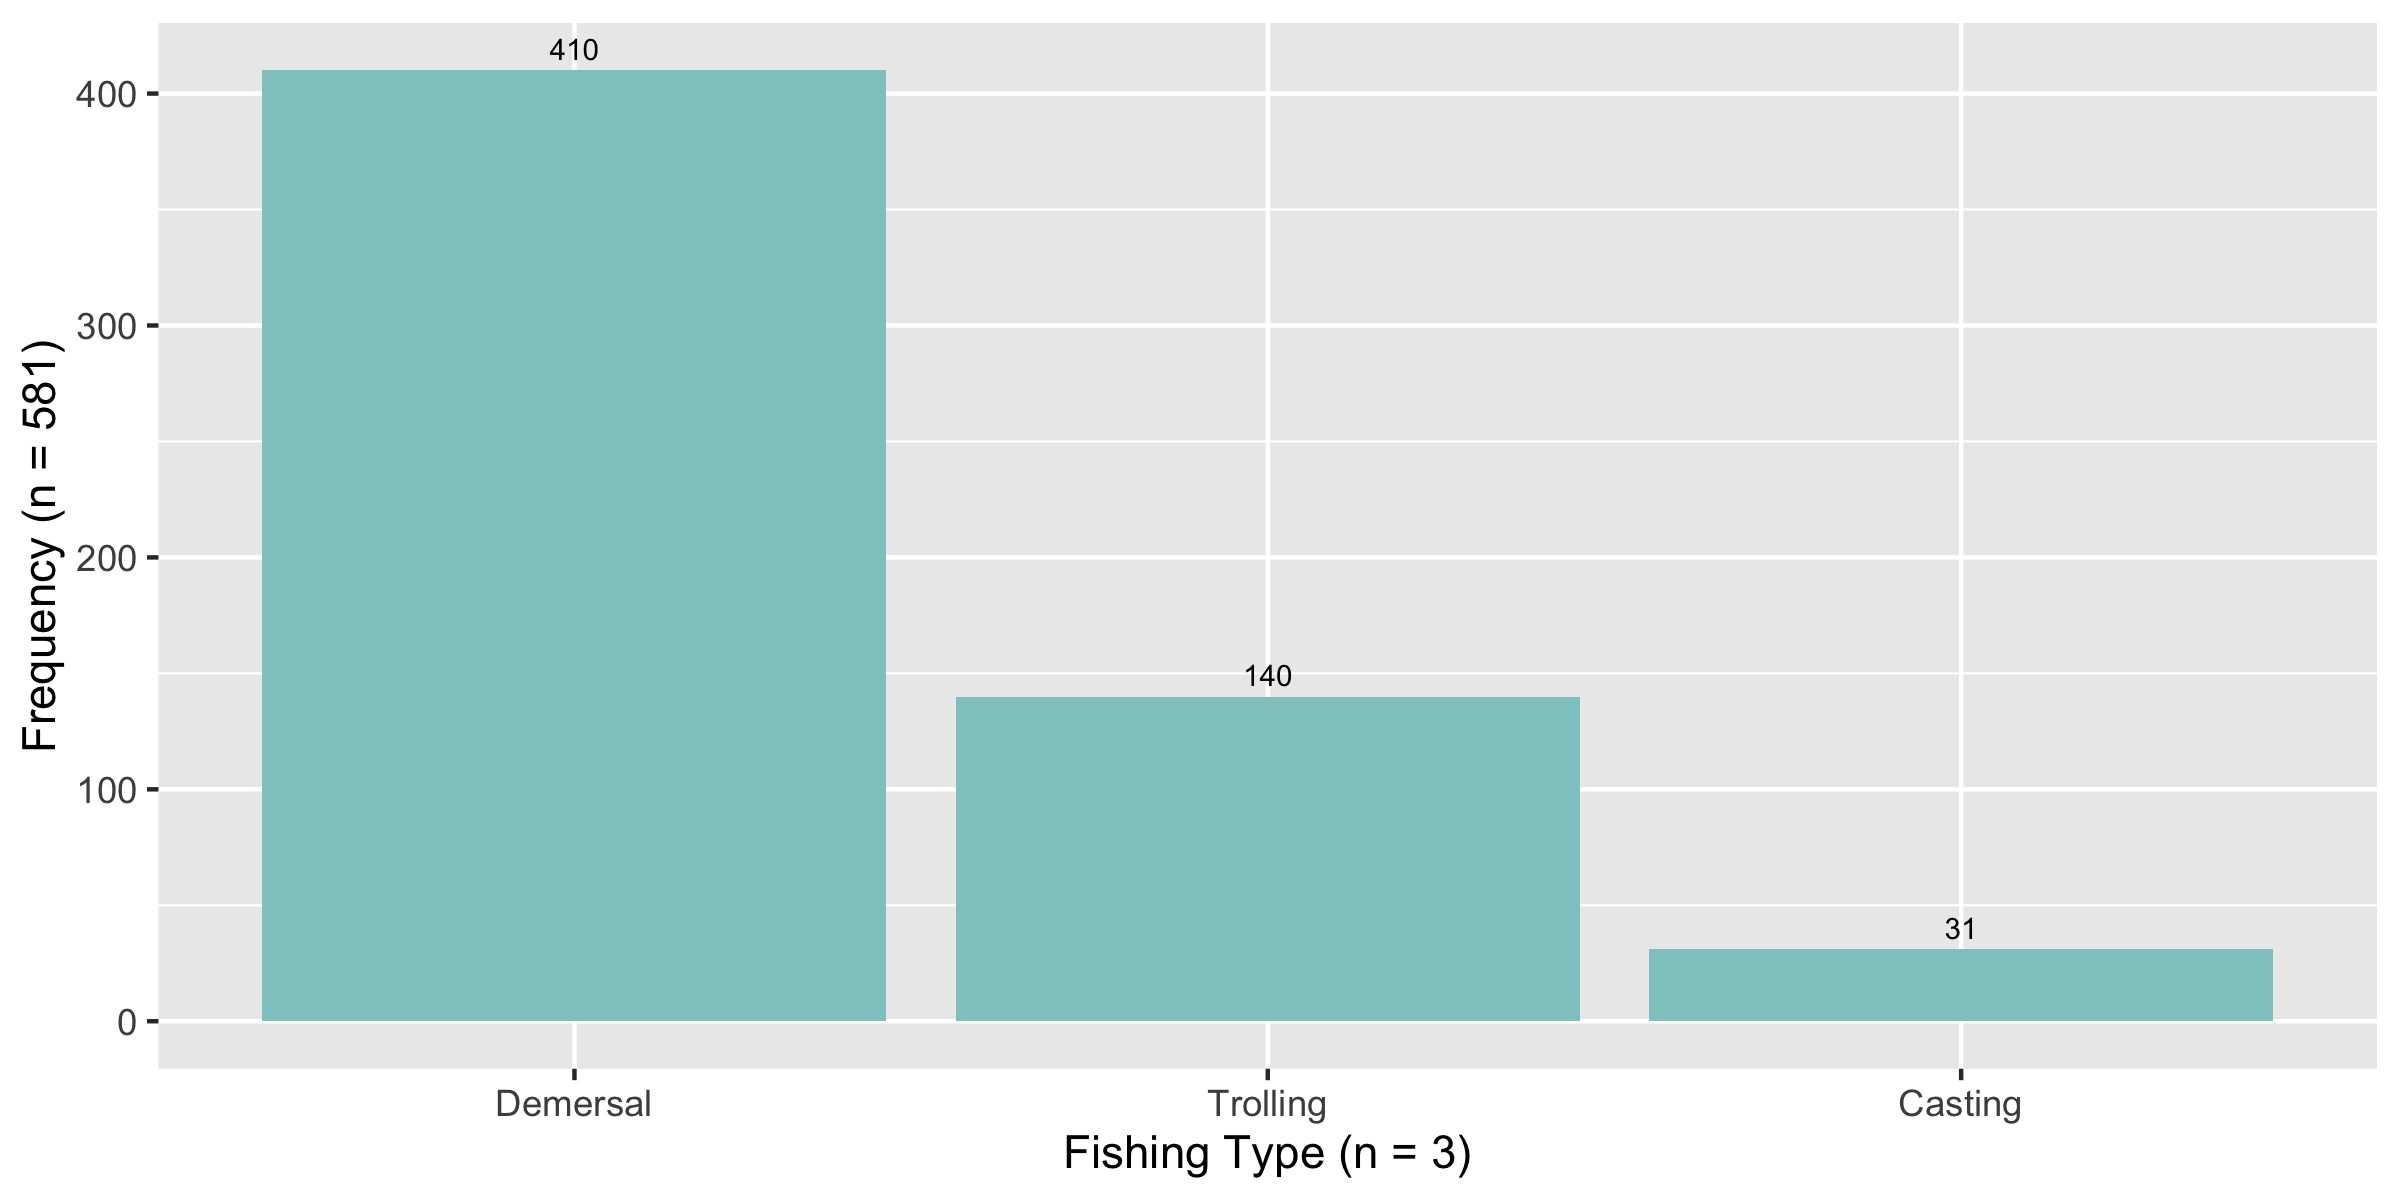 410
400
300
200
140
100
31
0
Frequency (n = 581)
Demersal Trolling Casting
Fishing Type (n = 3)